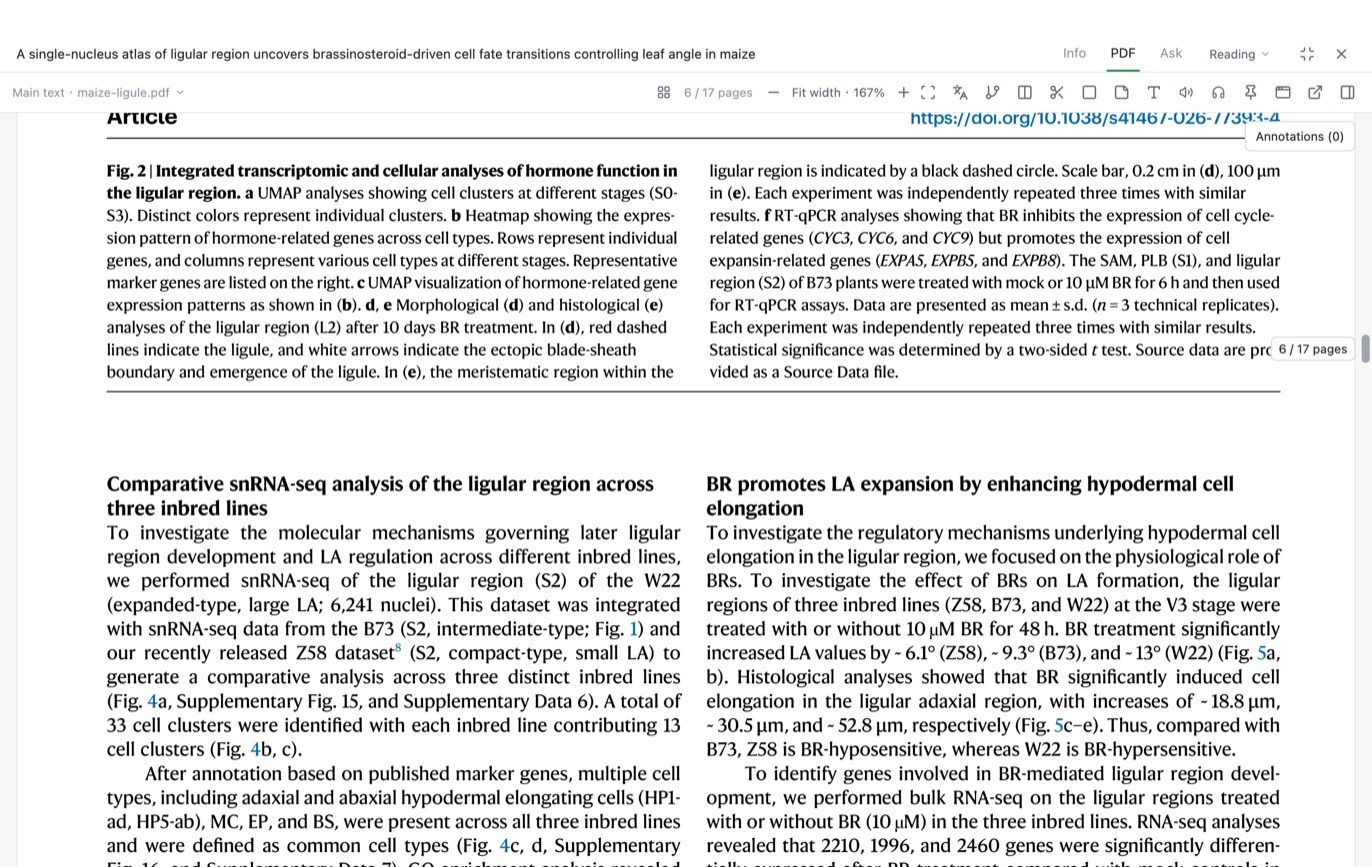 A single-nucleus atlas of ligular region uncovers brassinosteroid-driven cell fate transitions controlling leaf angle in maize
Info
PDF
Ask
Reading
Main text · maize-ligule.pdf
6 / 17 pages
Fit width · 167%
Article
https://doi.org/10.1038/s41467-026-77393-4
Annotations (0)
Fig. 2 | Integrated transcriptomic and cellular analyses of hormone function in
the ligular region. a UMAP analyses showing cell clusters at different stages (S0-
S3). Distinct colors represent individual clusters. b Heatmap showing the expres-
sion pattern of hormone-related genes across cell types. Rows represent individual
genes, and columns represent various cell types at different stages. Representative
marker genes are listed on the right. c UMAP visualization of hormone-related gene
expression patterns as shown in (b). d, e Morphological (d) and histological (e)
analyses of the ligular region (L2) after 10 days BR treatment. In (d), red dashed
lines indicate the ligule, and white arrows indicate the ectopic blade-sheath
boundary and emergence of the ligule. In (e), the meristematic region within the
ligular region is indicated by a black dashed circle. Scale bar, 0.2 cm in (d), 100 μm
in (e). Each experiment was independently repeated three times with similar
results. f RT-qPCR analyses showing that BR inhibits the expression of cell cycle-
related genes (CYC3, CYC6, and CYC9) but promotes the expression of cell
expansin-related genes (EXPA5, EXPB5, and EXPB8). The SAM, PLB (S1), and ligular
region (S2) of B73 plants were treated with mock or 10 μM BR for 6 h and then used
for RT-qPCR assays. Data are presented as mean ± s.d. (n = 3 technical replicates).
Each experiment was independently repeated three times with similar results.
Statistical significance was determined by a two-sided t test. Source data are pro
6 / 17 pages
vided as a Source Data file.
Comparative snRNA-seq analysis of the ligular region across
three inbred lines
To investigate the molecular mechanisms governing later ligular
region development and LA regulation across different inbred lines,
we performed snRNA-seq of the ligular region (S2) of the W22
(expanded-type, large LA; 6,241 nuclei). This dataset was integrated
with snRNA-seq data from the B73 (S2, intermediate-type; Fig. 1) and
our recently released Z58 dataset8 (S2, compact-type, small LA) to
generate a comparative analysis across three distinct inbred lines
(Fig. 4a, Supplementary Fig. 15, and Supplementary Data 6). A total of
33 cell clusters were identified with each inbred line contributing 13
cell clusters (Fig. 4b, c).
After annotation based on published marker genes, multiple cell
types, including adaxial and abaxial hypodermal elongating cells (HP1-
ad, HP5-ab), MC, EP, and BS, were present across all three inbred lines
and were defined as common cell types (Fig. 4c, d, Supplementary
BR promotes LA expansion by enhancing hypodermal cell
elongation
To investigate the regulatory mechanisms underlying hypodermal cell
elongation in the ligular region, we focused on the physiological role of
BRs. To investigate the effect of BRs on LA formation, the ligular
regions of three inbred lines (Z58, B73, and W22) at the V3 stage were
treated with or without 10 μM BR for 48 h. BR treatment significantly
increased LA values by ~ 6.1° (Z58), ~ 9.3° (B73), and ~ 13° (W22) (Fig. 5a,
b). Histological analyses showed that BR significantly induced cell
elongation in the ligular adaxial region, with increases of ~ 18.8 μm,
~ 30.5 μm, and ~ 52.8 μm, respectively (Fig. 5c–e). Thus, compared with
B73, Z58 is BR-hyposensitive, whereas W22 is BR-hypersensitive.
To identify genes involved in BR-mediated ligular region devel-
opment, we performed bulk RNA-seq on the ligular regions treated
with or without BR (10 μM) in the three inbred lines. RNA-seq analyses
revealed that 2210, 1996, and 2460 genes were significantly differen-